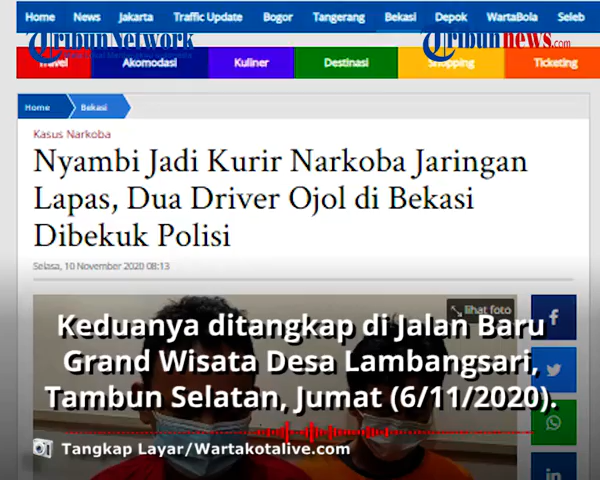 Home News Jakarta Traffic Update Bogor Tangerang Bekasi Depok WartaBola Seleb
TribunNetwork Tribunnews.com
Travel Akomodasi Kuliner Destinasi Shopping Ticketing
Home Bekasi
Kasus Narkoba
Nyambi Jadi Kurir Narkoba Jaringan
Lapas, Dua Driver Ojol di Bekasi
Dibekuk Polisi
Selasa, 10 November 2020 08:13
lihat foto
Keduanya ditangkap di Jalan Baru
Grand Wisata Desa Lambangsari,
Tambun Selatan, Jumat (6/11/2020).
Tangkap Layar/Wartakotalive.com